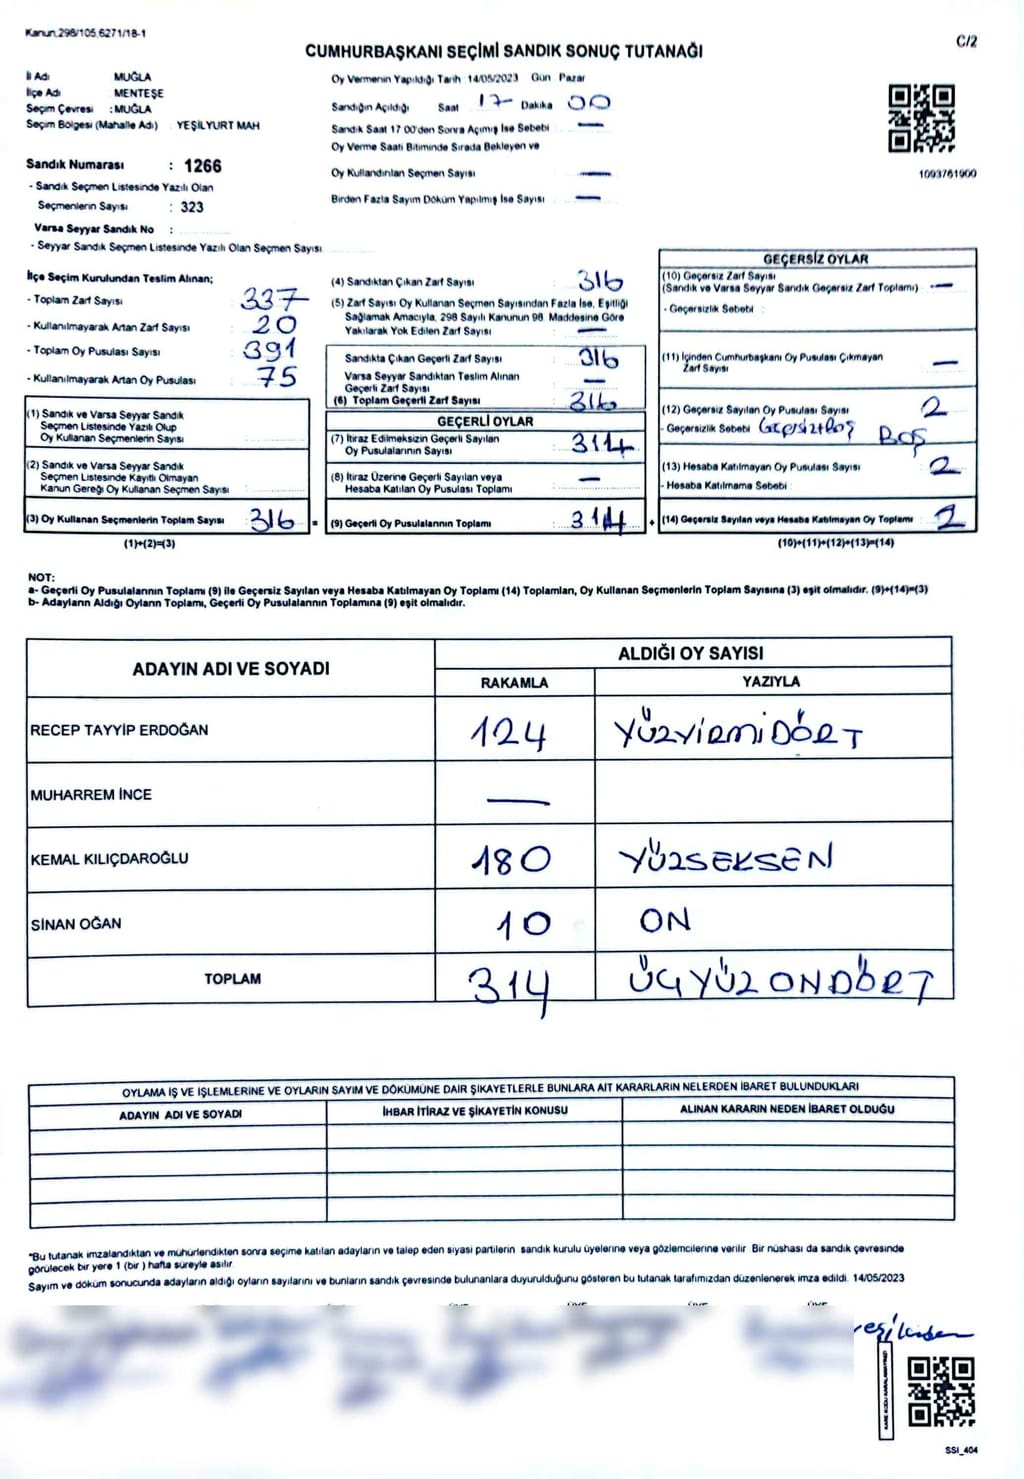 Kanun.298/105.6271/18-1
C/2
CUMHURBAŞKANI SEÇİMİ SANDIK SONUÇ TUTANAĞI
İl Adı MUĞLA
İlçe Adı MENTEŞE
Seçim Çevresi : MUĞLA
Seçim Bölgesi (Mahalle Adı) : YEŞİLYURT MAH
Sandık Numarası : 1266
- Sandık Seçmen Listesinde Yazılı Olan
Seçmenlerin Sayısı : 323
Varsa Seyyar Sandık No :
- Seyyar Sandık Seçmen Listesinde Yazılı Olan Seçmen Sayısı
Oy Vermenin Yapıldığı Tarih 14/05/2023 Gün Pazar
Sandığın Açıldığı Saat 17 Dakika 00
Sandık Saat 17 00'den Sonra Açılmış İse Sebebi —
Oy Verme Saati Bitiminde Sırada Bekleyen ve
Oy Kullandırılan Seçmen Sayısı —
Birden Fazla Sayım Döküm Yapılmış İse Sayısı —
1093761900
İlçe Seçim Kurulundan Teslim Alınan;
- Toplam Zarf Sayısı 337
- Kullanılmayarak Artan Zarf Sayısı 20
- Toplam Oy Pusulası Sayısı 391
- Kullanılmayarak Artan Oy Pusulası 75
(1) Sandık ve Varsa Seyyar Sandık
Seçmen Listesinde Yazılı Olup
Oy Kullanan Seçmenlerin Sayısı
(2) Sandık ve Varsa Seyyar Sandık
Seçmen Listesinde Kayıtlı Olmayan
Kanun Gereği Oy Kullanan Seçmen Sayısı
(3) Oy Kullanan Seçmenlerin Toplam Sayısı 316 =
(1)+(2)=(3)
(4) Sandıktan Çıkan Zarf Sayısı 316
(5) Zarf Sayısı Oy Kullanan Seçmen Sayısından Fazla İse, Eşitliği
Sağlamak Amacıyla, 298 Sayılı Kanunun 98. Maddesine Göre
Yakılarak Yok Edilen Zarf Sayısı —
Sandıkta Çıkan Geçerli Zarf Sayısı 316
Varsa Seyyar Sandıktan Teslim Alınan
Geçerli Zarf Sayısı —
(6) Toplam Geçerli Zarf Sayısı 316
GEÇERLİ OYLAR
(7) İtiraz Edilmeksizin Geçerli Sayılan
Oy Pusulalarının Sayısı 314
(8) İtiraz Üzerine Geçerli Sayılan veya
Hesaba Katılan Oy Pusulası Toplamı —
(9) Geçerli Oy Pusulalarının Toplamı 314 +
GEÇERSİZ OYLAR
(10) Geçersiz Zarf Sayısı
(Sandık ve Varsa Seyyar Sandık Geçersiz Zarf Toplamı) —
- Geçersizlik Sebebi :
(11) İçinden Cumhurbaşkanı Oy Pusulası Çıkmayan
Zarf Sayısı —
(12) Geçersiz Sayılan Oy Pusulası Sayısı 2
- Geçersizlik Sebebi BOŞ
(13) Hesaba Katılmayan Oy Pusulası Sayısı 2
- Hesaba Katılmama Sebebi
(14) Geçersiz Sayılan veya Hesaba Katılmayan Oy Toplamı 2
(10)+(11)+(12)+(13)=(14)
NOT:
a- Geçerli Oy Pusulalarının Toplamı (9) ile Geçersiz Sayılan veya Hesaba Katılmayan Oy Toplamı (14) Toplamları, Oy Kullanan Seçmenlerin Toplam Sayısına (3) eşit olmalıdır. (9)+(14)=(3)
b- Adayların Aldığı Oyların Toplamı, Geçerli Oy Pusulalarının Toplamına (9) eşit olmalıdır.
ADAYIN ADI VE SOYADI ALDIĞI OY SAYISI
RAKAMLA YAZIYLA
RECEP TAYYİP ERDOĞAN 124 YÜZYİRMİDÖRT
MUHARREM İNCE —
KEMAL KILIÇDAROĞLU 180 YÜZSEKSEN
SİNAN OĞAN 10 ON
TOPLAM 314 ÜÇYÜZONDÖRT
OYLAMA İŞ VE İŞLEMLERİNE VE OYLARIN SAYIM VE DÖKÜMÜNE DAİR ŞİKAYETLERLE BUNLARA AİT KARARLARIN NELERDEN İBARET BULUNDUKLARI
ADAYIN ADI VE SOYADI İHBAR İTİRAZ VE ŞİKAYETİN KONUSU ALINAN KARARIN NEDEN İBARET OLDUĞU
*Bu tutanak imzalandıktan ve mühürlendikten sonra seçime katılan adayların ve talep eden siyasi partilerin sandık kurulu üyelerine veya gözlemcilerine verilir Bir nüshası da sandık çevresinde
görülecek bir yere 1 (bir ) hafta süreyle asılır.
Sayım ve döküm sonucunda adayların aldığı oyların sayılarını ve bunların sandık çevresinde bulunanlara duyurulduğunu gösteren bu tutanak tarafımızdan düzenlenerek imza edildi. 14/05/2023
SSI_404